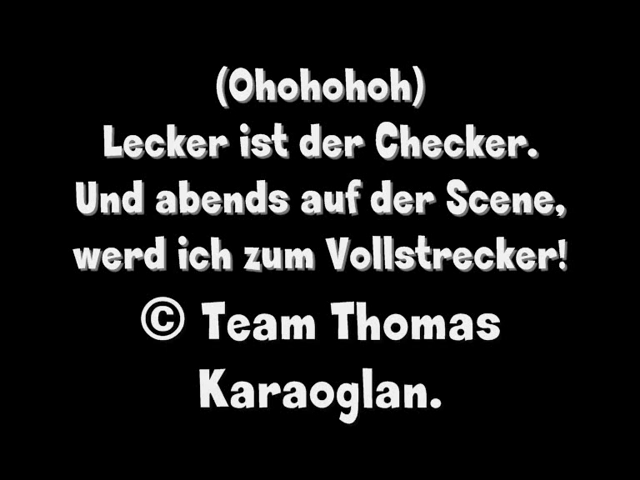 (Ohohohoh)
Lecker ist der Checker.
Und abends auf der Scene,
werd ich zum Vollstrecker!
© Team Thomas
Karaoglan.